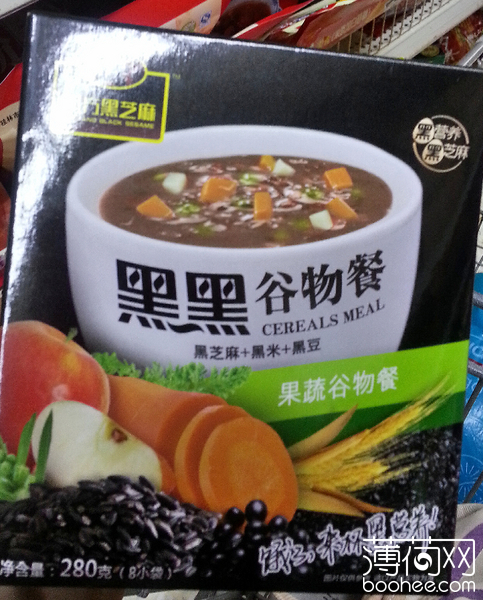 方黑芝麻
BLACK SESAME
TM
黑营养
黑芝麻
黑黑谷物餐
CEREALS MEAL
黑芝麻+黑米+黑豆
果蔬谷物餐
净含量：280克（8小袋）
薄荷网
boohee.com